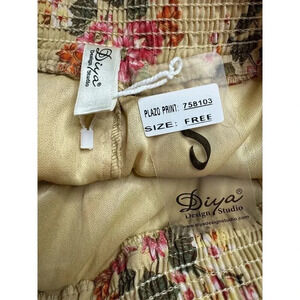 Diya
Design Studio
PLAZO PRINT: 758103
SIZE: FREE
Diya
Design Studio